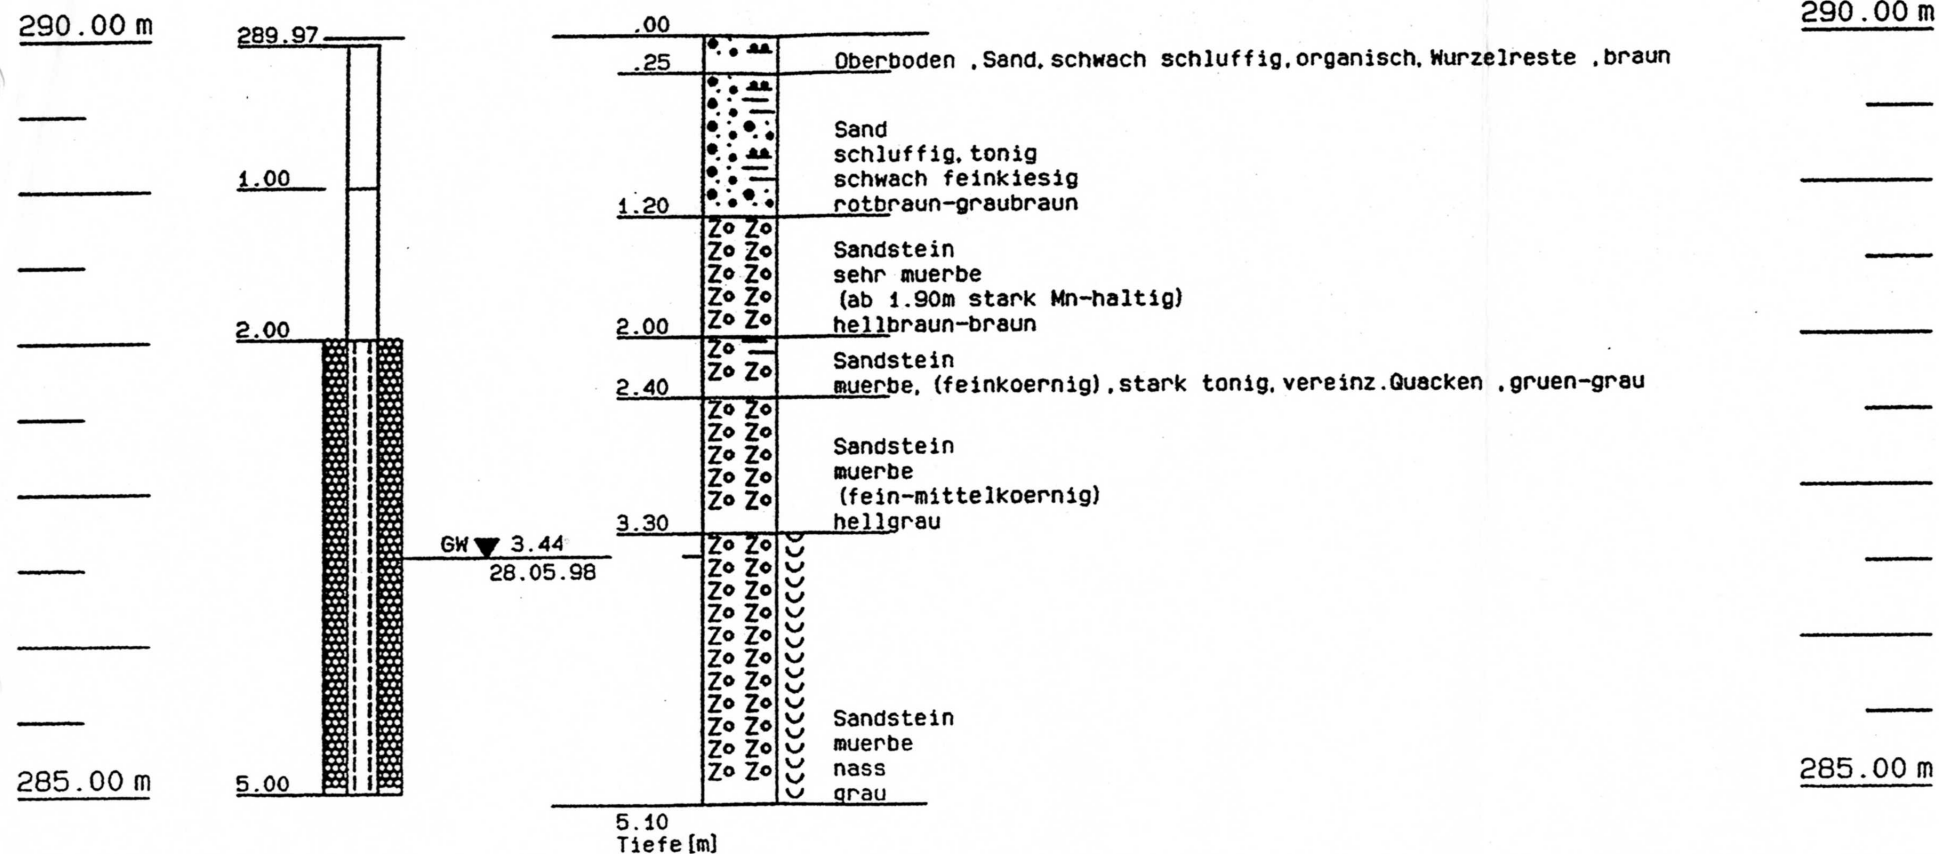 290.00 m
290.00 m
289.97
.00
.25
Oberboden ,Sand, schwach schluffig,organisch, Wurzelreste ,braun
Sand
schluffig, tonig
schwach feinkiesig
rotbraun-graubraun
1.00
1.20
Sandstein
sehr muerbe
(ab 1.90m stark Mn-haltig)
hellbraun-braun
2.00
2.00
Sandstein
muerbe, (feinkoernig),stark tonig, vereinz.Quacken ,gruen-grau
2.40
Sandstein
muerbe
(fein-mittelkoernig)
hellgrau
3.30
GW 3.44
28.05.98
Sandstein
muerbe
nass
grau
285.00 m
5.00
285.00 m
5.10
Tiefe [m]